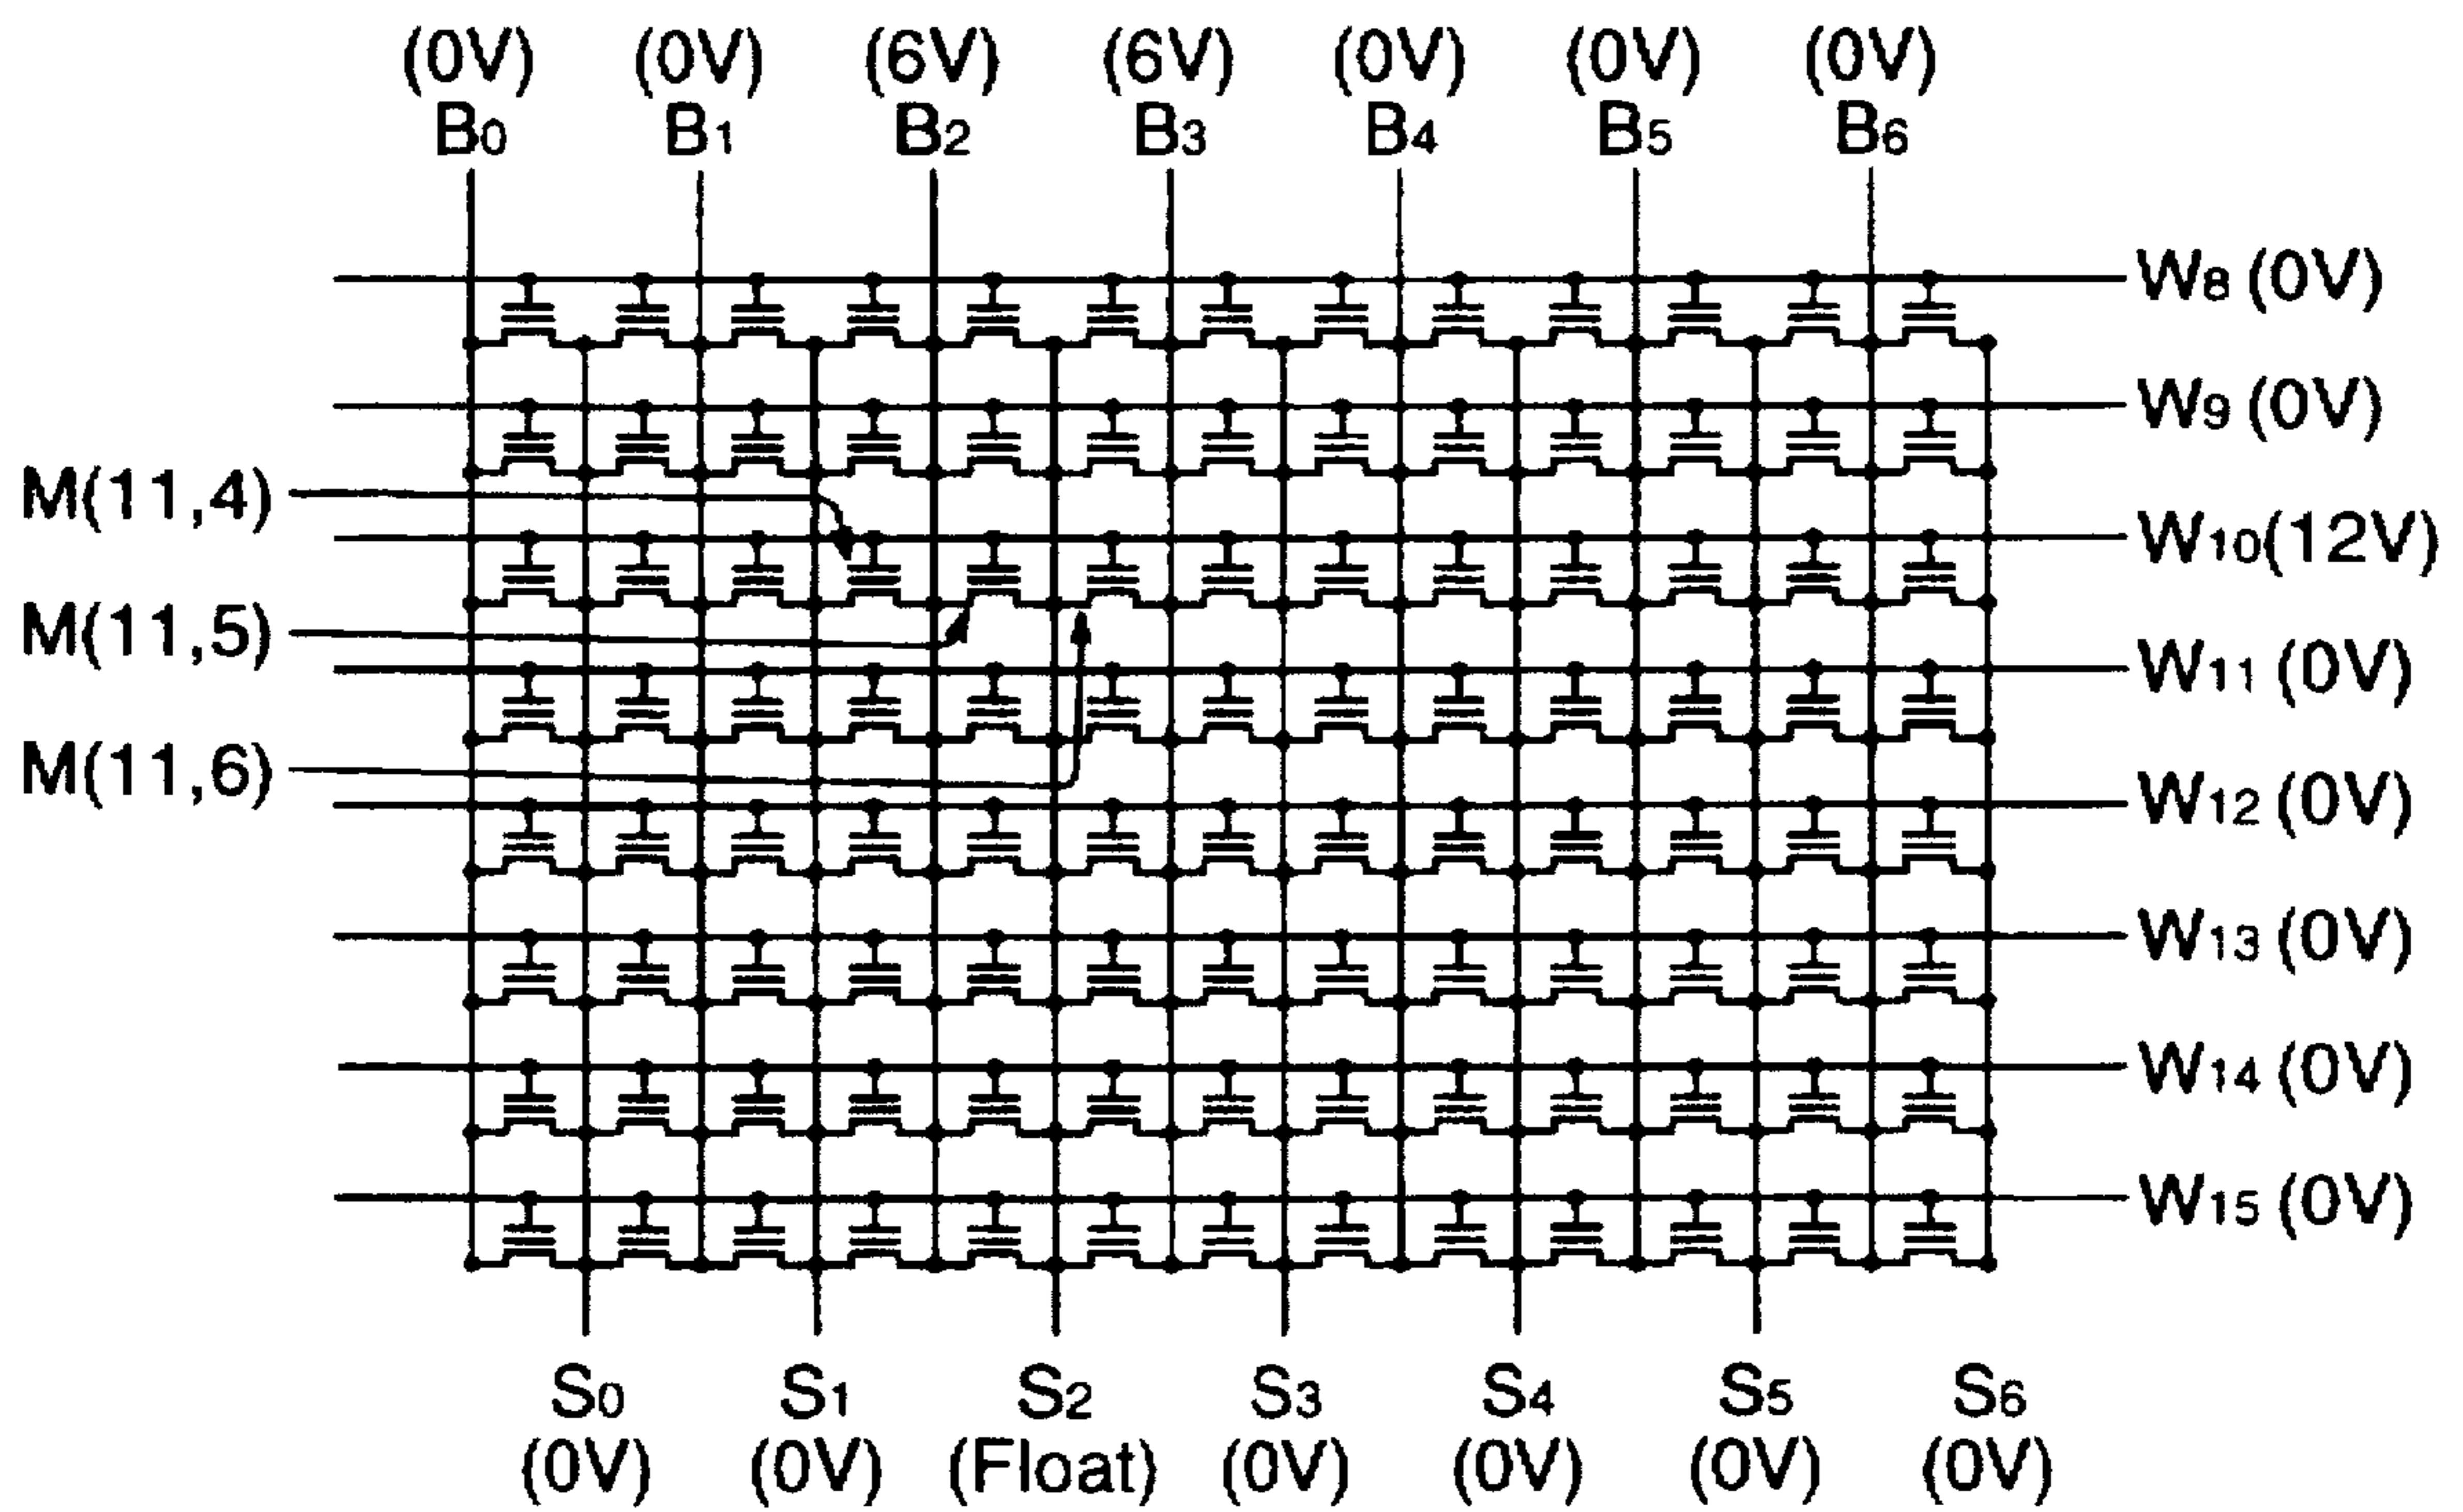 (0V) (0V) (6V) (6V) (0V) (0V) (0V)
B0 B1 B2 B3 B4 B5 B6
W8 (0V)
W9 (0V)
M(11,4)
W10(12V)
M(11,5)
W11 (0V)
M(11,6)
W12 (0V)
W13 (0V)
W14 (0V)
W15 (0V)
S0 S1 S2 S3 S4 S5 S6
(0V) (0V) (Float) (0V) (0V) (0V) (0V)